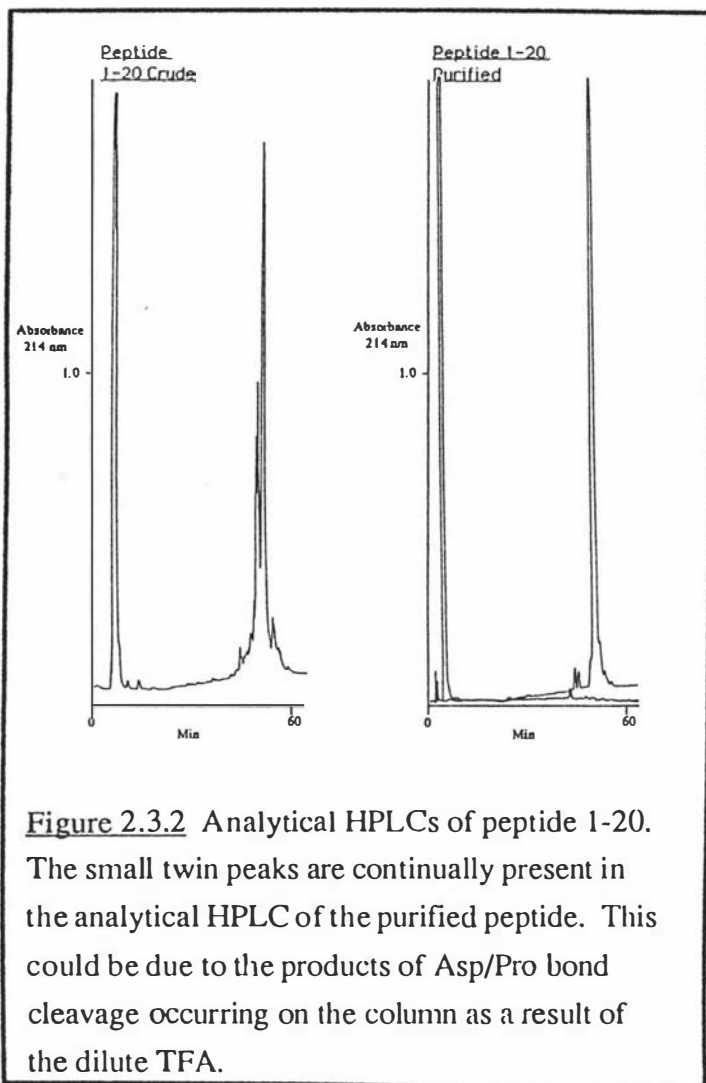 Peptide
1-20 Crude
Peptide 1-20
Purified
Absorbance
214 nm
1.0
0
60
Min
Absorbance
214 nm
1.0
0
60
Min
Figure 2.3.2 Analytical HPLCs of peptide 1-20.
The small twin peaks are continually present in
the analytical HPLC of the purified peptide. This
could be due to the products of Asp/Pro bond
cleavage occurring on the column as a result of
the dilute TFA.